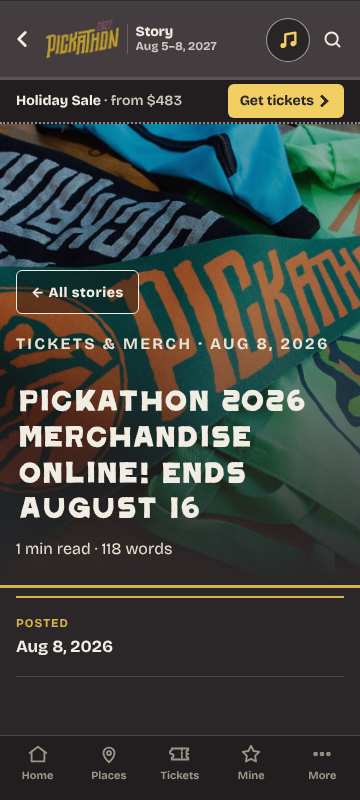 2027
PICKATHON
Story
Aug 5–8, 2027
Holiday Sale · from $483
Get tickets
PICKATHON
PICKATH
← All stories
TICKETS & MERCH · AUG 8, 2026
PICKATHON 2026
MERCHANDISE
ONLINE! ENDS
AUGUST 16
1 min read · 118 words
POSTED
Aug 8, 2026
Home
Places
Tickets
Mine
More